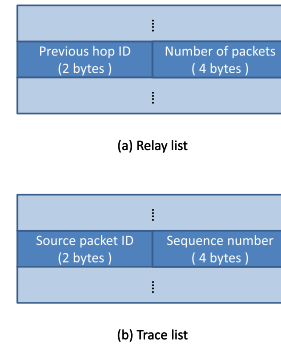 Previous hop ID
(2 bytes )
Number of packets
( 4 bytes )
(a) Relay list
Source packet ID
(2 bytes )
Sequence number
( 4 bytes )
(b) Trace list